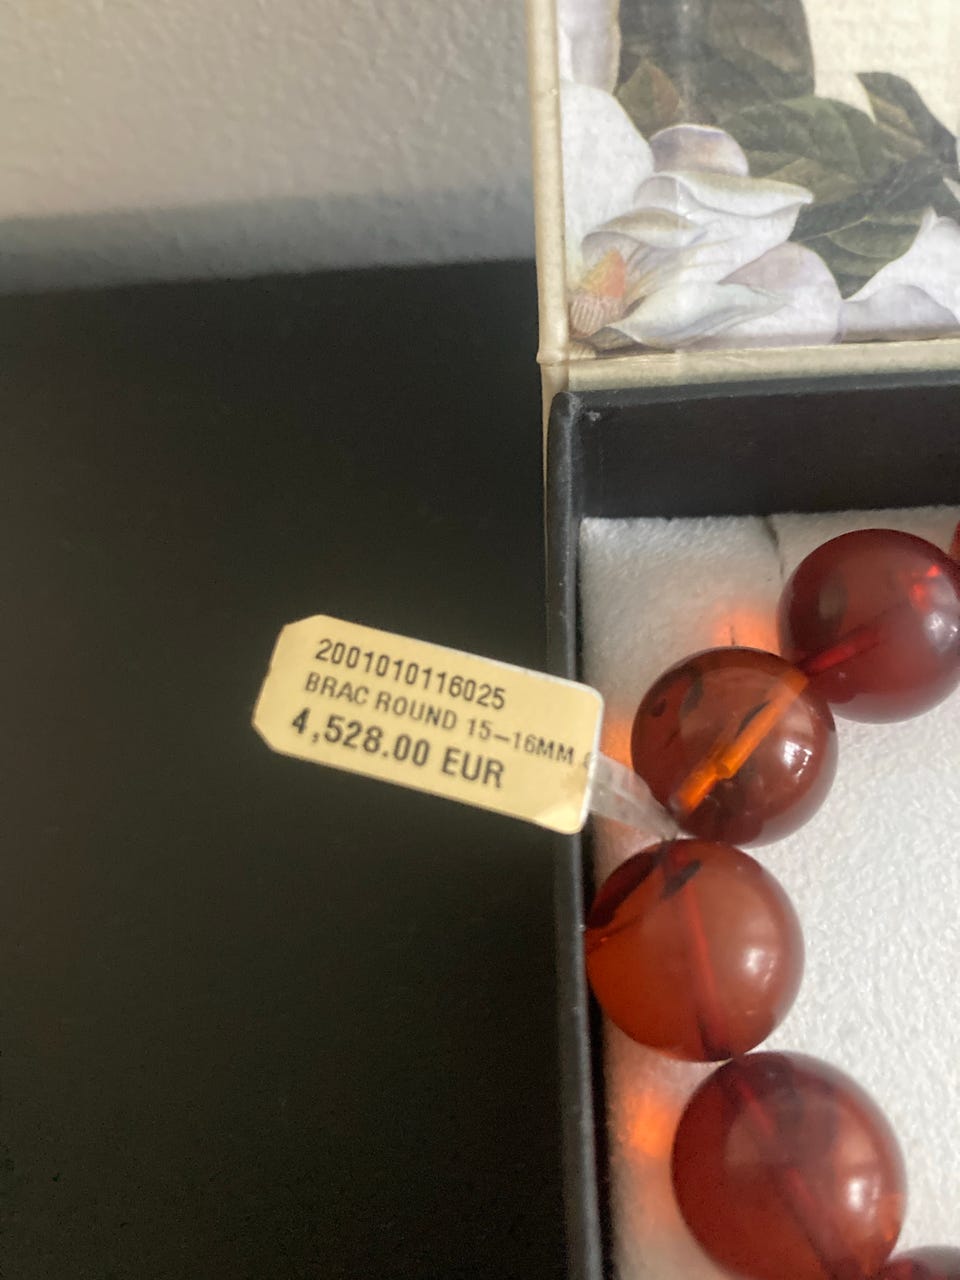 2001010116025
BRAC ROUND 15-16MM
4,528.00 EUR